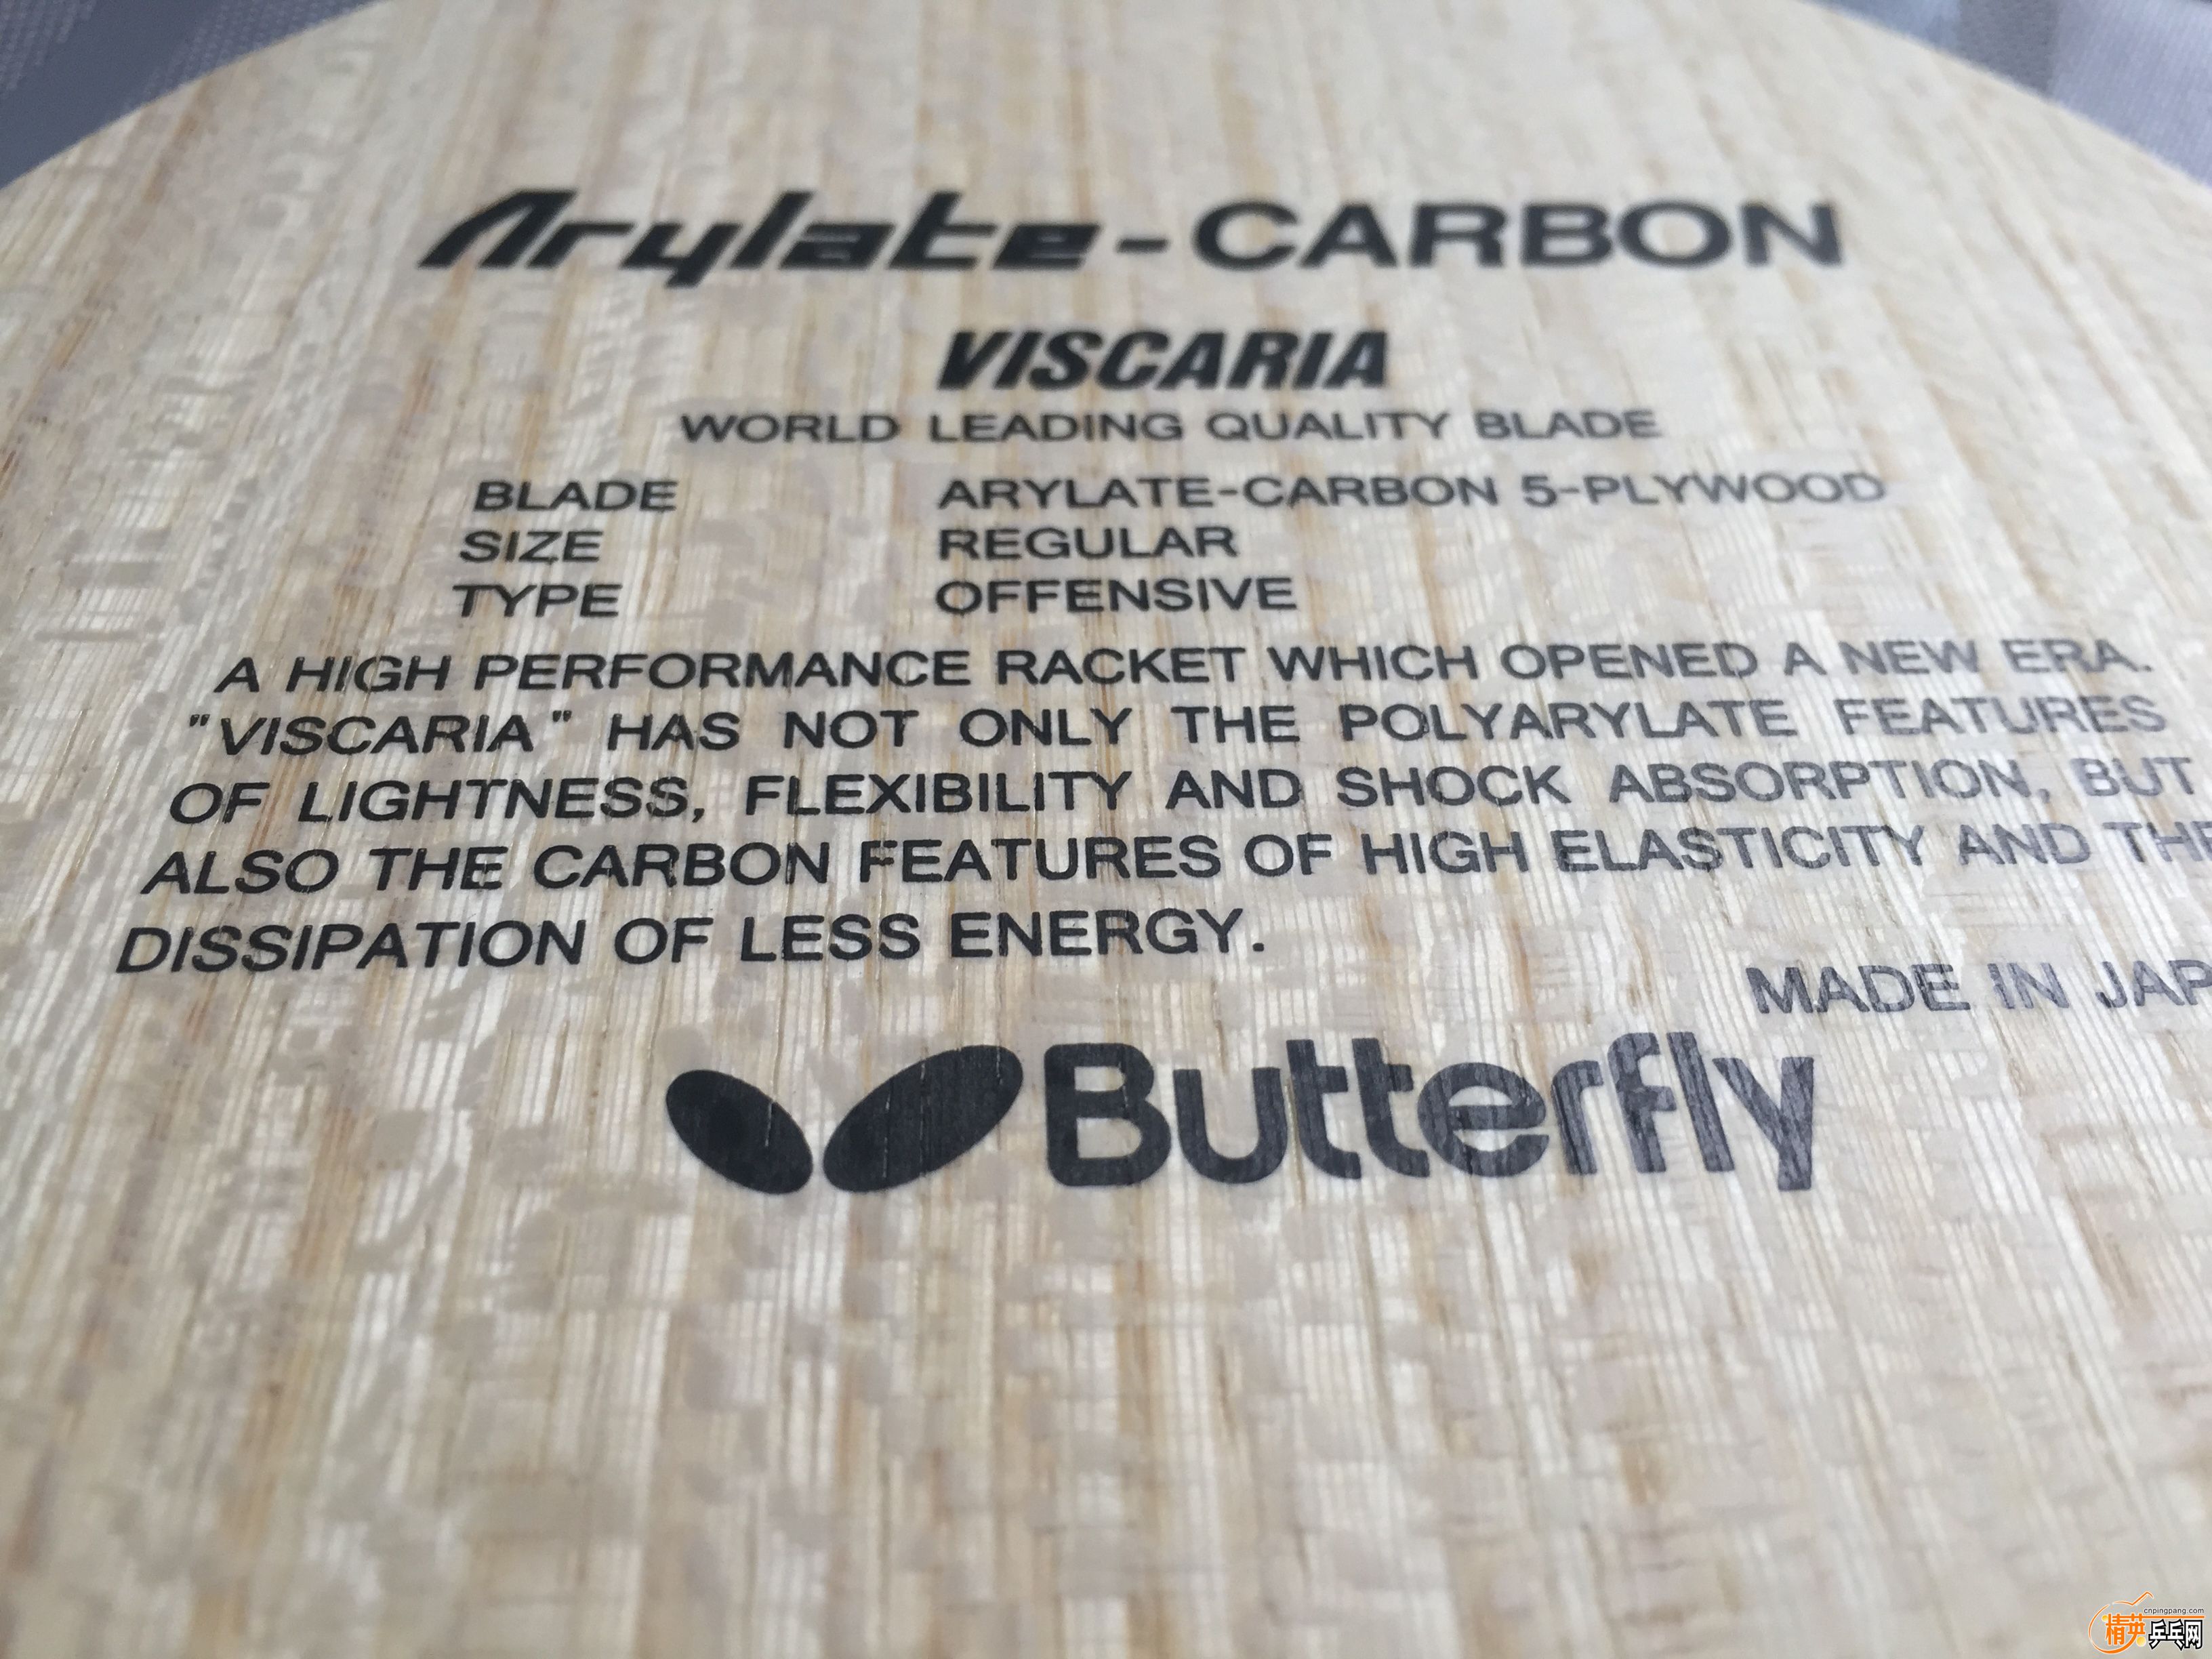 Arylate-CARBON
VISCARIA
WORLD LEADING QUALITY BLADE
BLADE ARYLATE-CARBON 5-PLYWOOD
SIZE REGULAR
TYPE OFFENSIVE
A HIGH PERFORMANCE RACKET WHICH OPENED A NEW ERA.
"VISCARIA" HAS NOT ONLY THE POLYARYLATE FEATURES
OF LIGHTNESS, FLEXIBILITY AND SHOCK ABSORPTION, BUT
ALSO THE CARBON FEATURES OF HIGH ELASTICITY AND THE
DISSIPATION OF LESS ENERGY.
MADE IN JAP
Butterfly
cnpingpang.com
精英乒乓网